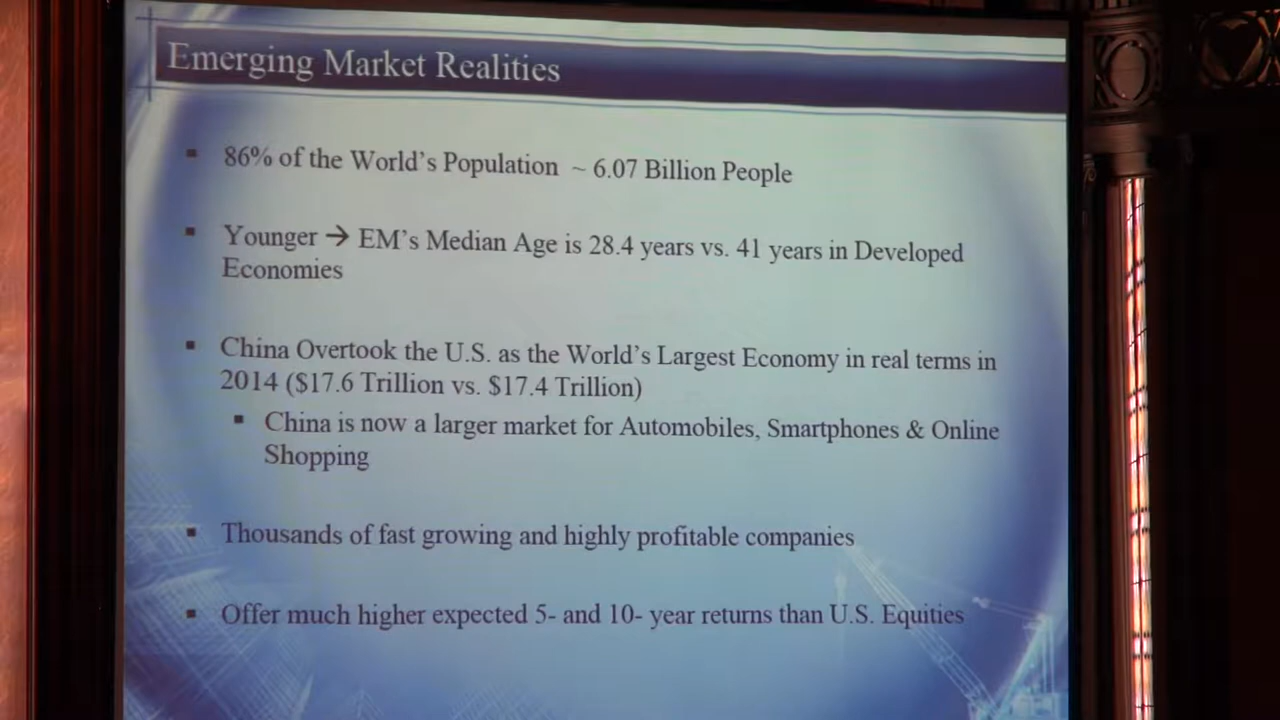 Emerging Market Realities
▪ 86% of the World's Population ~ 6.07 Billion People
▪ Younger → EM's Median Age is 28.4 years vs. 41 years in Developed
Economies
▪ China Overtook the U.S. as the World's Largest Economy in real terms in
2014 ($17.6 Trillion vs. $17.4 Trillion)
▪ China is now a larger market for Automobiles, Smartphones & Online
Shopping
▪ Thousands of fast growing and highly profitable companies
▪ Offer much higher expected 5- and 10- year returns than U.S. Equities